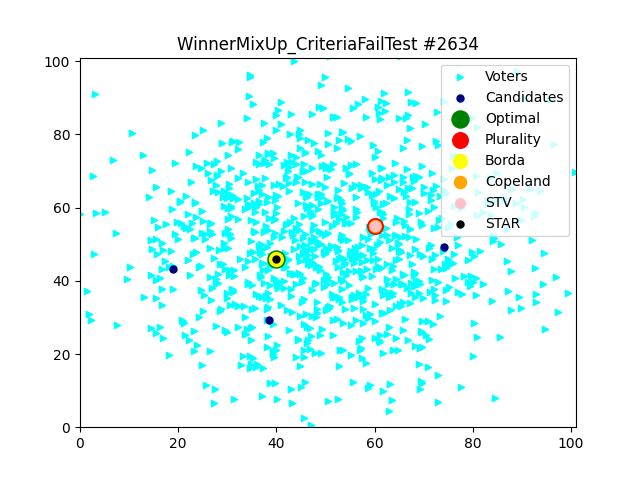 WinnerMixUp_CriteriaFailTest #2634
100
80
60
40
20
0
0 20 40 60 80 100
Voters
Candidates
Optimal
Plurality
Borda
Copeland
STV
STAR